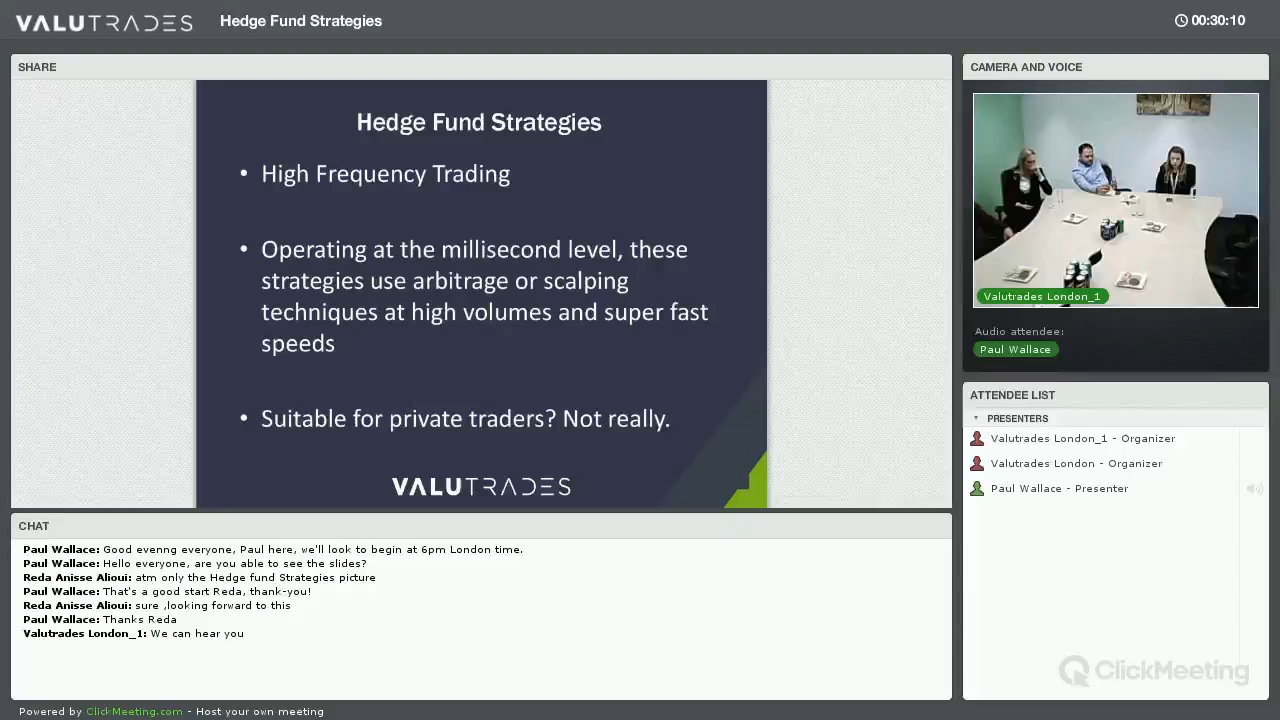 VALUTRADES
Hedge Fund Strategies
00:30:10
SHARE
Hedge Fund Strategies
• High Frequency Trading
• Operating at the millisecond level, these
strategies use arbitrage or scalping
techniques at high volumes and super fast
speeds
• Suitable for private traders? Not really.
VALUTRADES
CHAT
Paul Wallace: Good evenng everyone, Paul here, we'll look to begin at 6pm London time.
Paul Wallace: Hello everyone, are you able to see the slides?
Reda Anisse Alioui: atm only the Hedge fund Strategies picture
Paul Wallace: That's a good start Reda, thank-you!
Reda Anisse Alioui: sure ,looking forward to this
Paul Wallace: Thanks Reda
Valutrades London_1: We can hear you
CAMERA AND VOICE
Valutrades London_1
Audio attendee:
Paul Wallace
ATTENDEE LIST
PRESENTERS
Valutrades London_1 - Organizer
Valutrades London - Organizer
Paul Wallace - Presenter
ClickMeeting
Powered by ClickMeeting.com - Host your own meeting